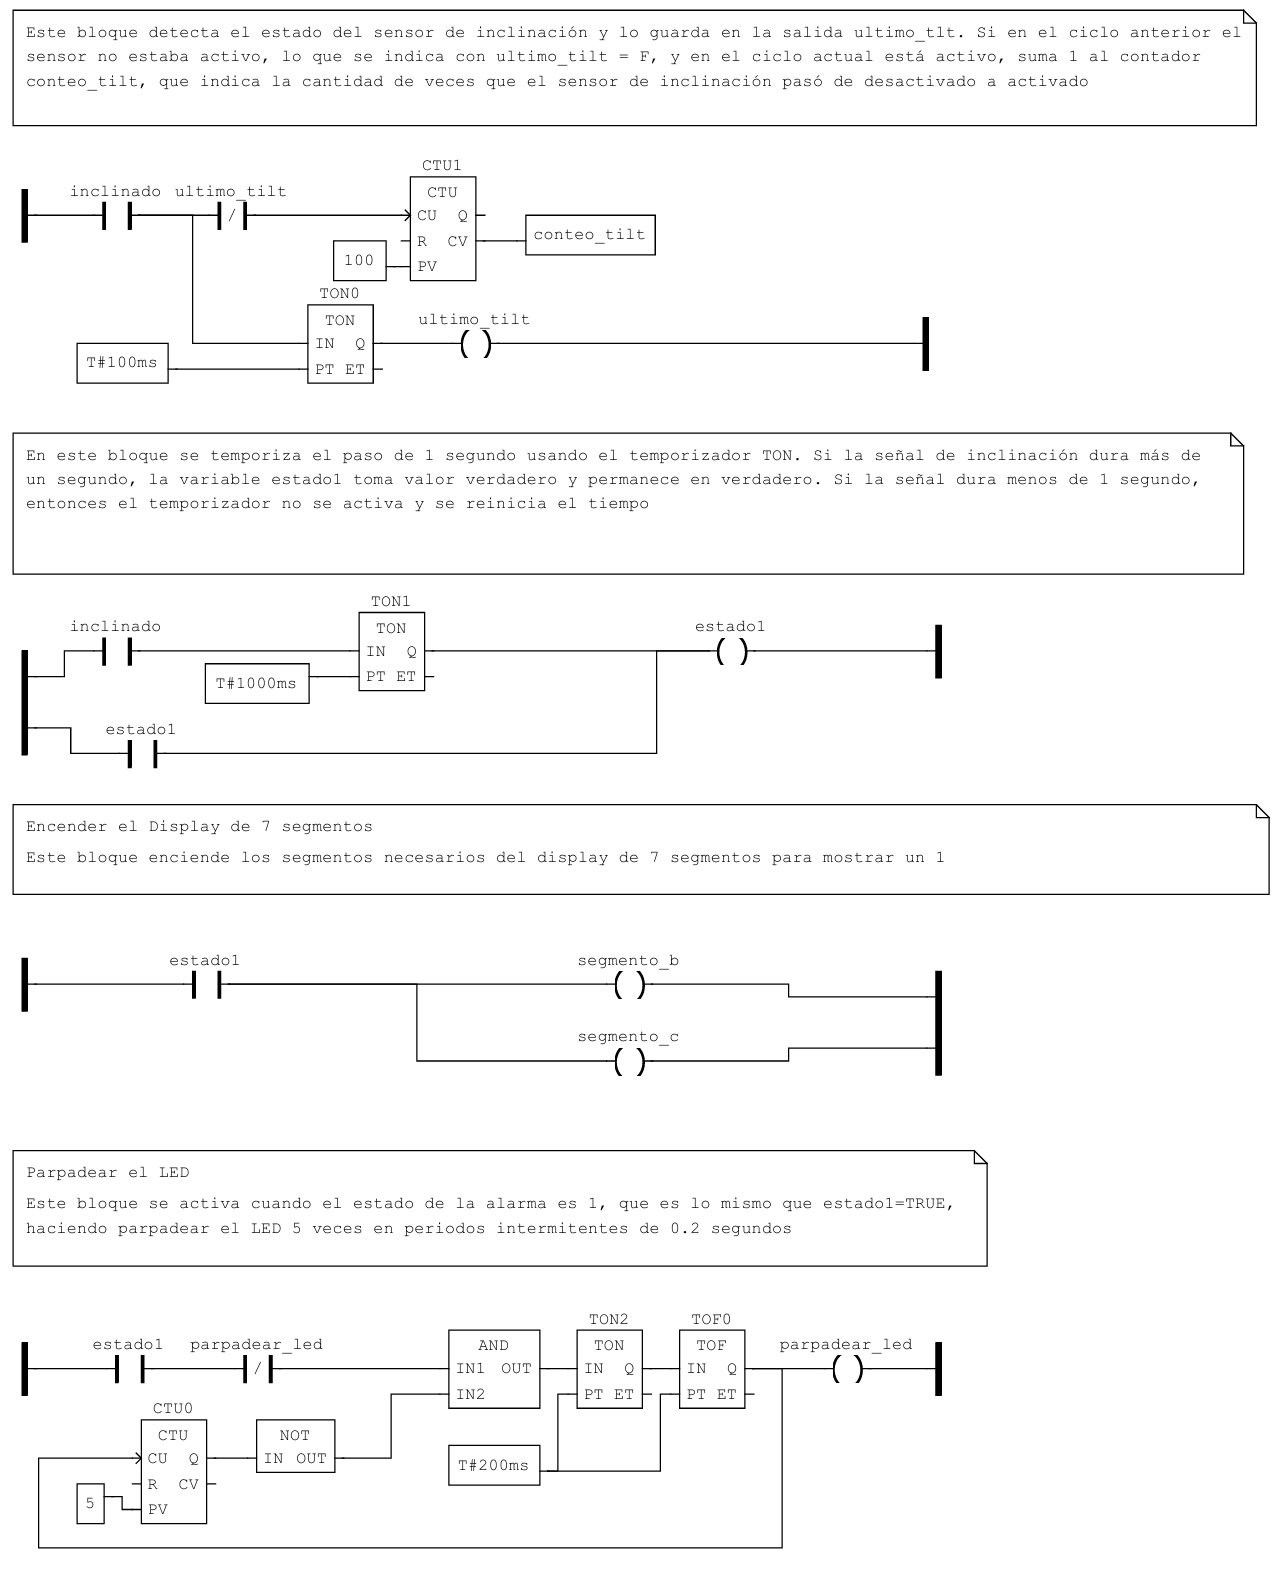 Este bloque detecta el estado del sensor de inclinación y lo guarda en la salida ultimo_tlt. Si en el ciclo anterior el
sensor no estaba activo, lo que se indica con ultimo_tilt = F, y en el ciclo actual está activo, suma 1 al contador
conteo_tilt, que indica la cantidad de veces que el sensor de inclinación pasó de desactivado a activado
CTU1
inclinado ultimo_tilt CTU
/ CU Q
R CV conteo_tilt
100 PV
TON0
TON ultimo_tilt
IN Q
T#100ms PT ET
En este bloque se temporiza el paso de 1 segundo usando el temporizador TON. Si la señal de inclinación dura más de
un segundo, la variable estado1 toma valor verdadero y permanece en verdadero. Si la señal dura menos de 1 segundo,
entonces el temporizador no se activa y se reinicia el tiempo
TON1
inclinado TON estado1
IN Q
T#1000ms PT ET
estado1
Encender el Display de 7 segmentos
Este bloque enciende los segmentos necesarios del display de 7 segmentos para mostrar un 1
estado1 segmento_b
segmento_c
Parpadear el LED
Este bloque se activa cuando el estado de la alarma es 1, que es lo mismo que estado1=TRUE,
haciendo parpadear el LED 5 veces en periodos intermitentes de 0.2 segundos
TON2 TOF0
estado1 parpadear_led AND TON TOF parpadear_led
/ IN1 OUT IN Q IN Q
IN2 PT ET PT ET
CTU0
CTU NOT
CU Q IN OUT T#200ms
R CV
5 PV